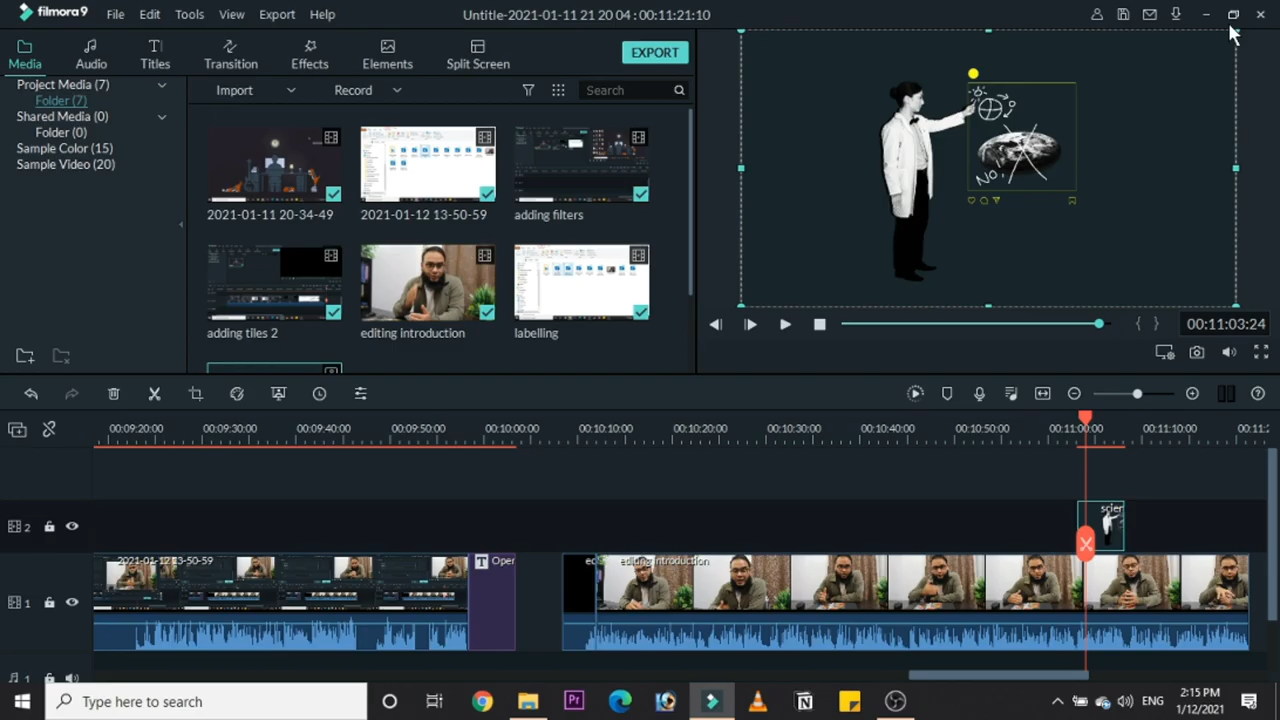 filmora9 File Edit Tools View Export Help Untitle-2021-01-11 21 20 04 : 00:11:21:10
Media Audio Titles Transition Effects Elements Split Screen EXPORT
Project Media (7)
Folder (7)
Shared Media (0)
Folder (0)
Sample Color (15)
Sample Video (20)
Import Record Search
2021-01-11 20-34-49 2021-01-12 13-50-59 adding filters
adding tiles 2 editing introduction labelling
No!
00:11:03:24
00:09:20:00 00:09:30:00 00:09:40:00 00:09:50:00 00:10:00:00 00:10:10:00 00:10:20:00 00:10:30:00 00:10:40:00 00:10:50:00 00:11:00:00 00:11:10:00 00:11:2
2 scien
1 2021-01-12 13-50-59 T Oper ec editing introduction
1
Type here to search Pr N ENG 2:15 PM
1/12/2021